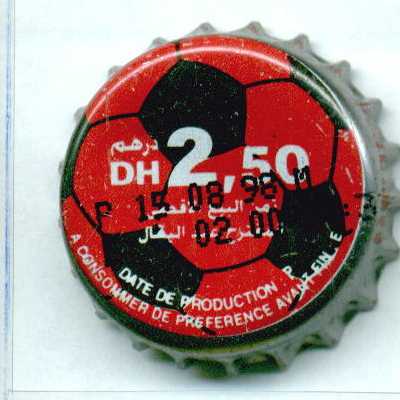 درهم
DH 2,50
P 15 08 98 M
02 00
DATE DE PRODUCTION P
A CONSOMMER DE PREFERENCE AVANT FIN E